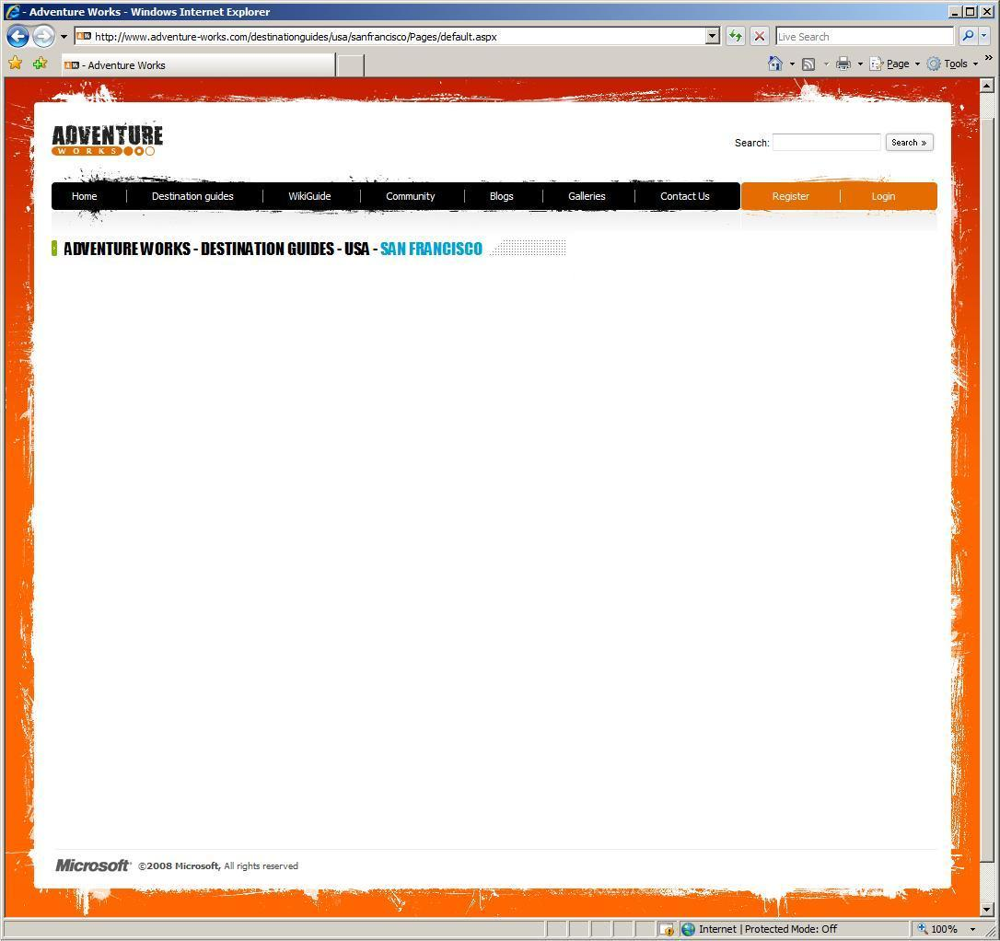 - Adventure Works - Windows Internet Explorer
http://www.adventure-works.com/destinationguides/usa/sanfrancisco/Pages/default.aspx
Live Search
- Adventure Works
Page
Tools
ADVENTURE
WORKS
Search:
Search »
Home
Destination guides
WikiGuide
Community
Blogs
Galleries
Contact Us
Register
Login
ADVENTURE WORKS - DESTINATION GUIDES - USA - SAN FRANCISCO
Microsoft ©2008 Microsoft, All rights reserved
Internet | Protected Mode: Off
100%